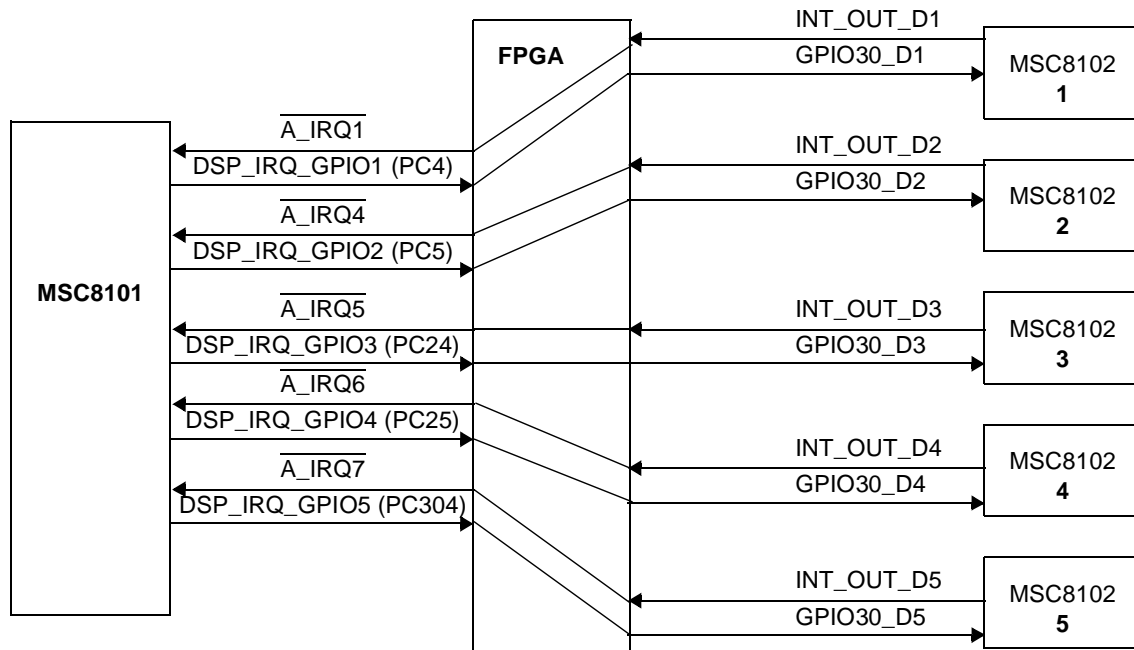 INT_OUT_D1
FPGA
GPIO30_D1
MSC8102
1
A_IRQ1
DSP_IRQ_GPIO1 (PC4)
INT_OUT_D2
GPIO30_D2
MSC8102
2
A_IRQ4
DSP_IRQ_GPIO2 (PC5)
MSC8101
A_IRQ5
DSP_IRQ_GPIO3 (PC24)
INT_OUT_D3
GPIO30_D3
MSC8102
3
A_IRQ6
DSP_IRQ_GPIO4 (PC25)
INT_OUT_D4
GPIO30_D4
MSC8102
4
A_IRQ7
DSP_IRQ_GPIO5 (PC304)
INT_OUT_D5
GPIO30_D5
MSC8102
5